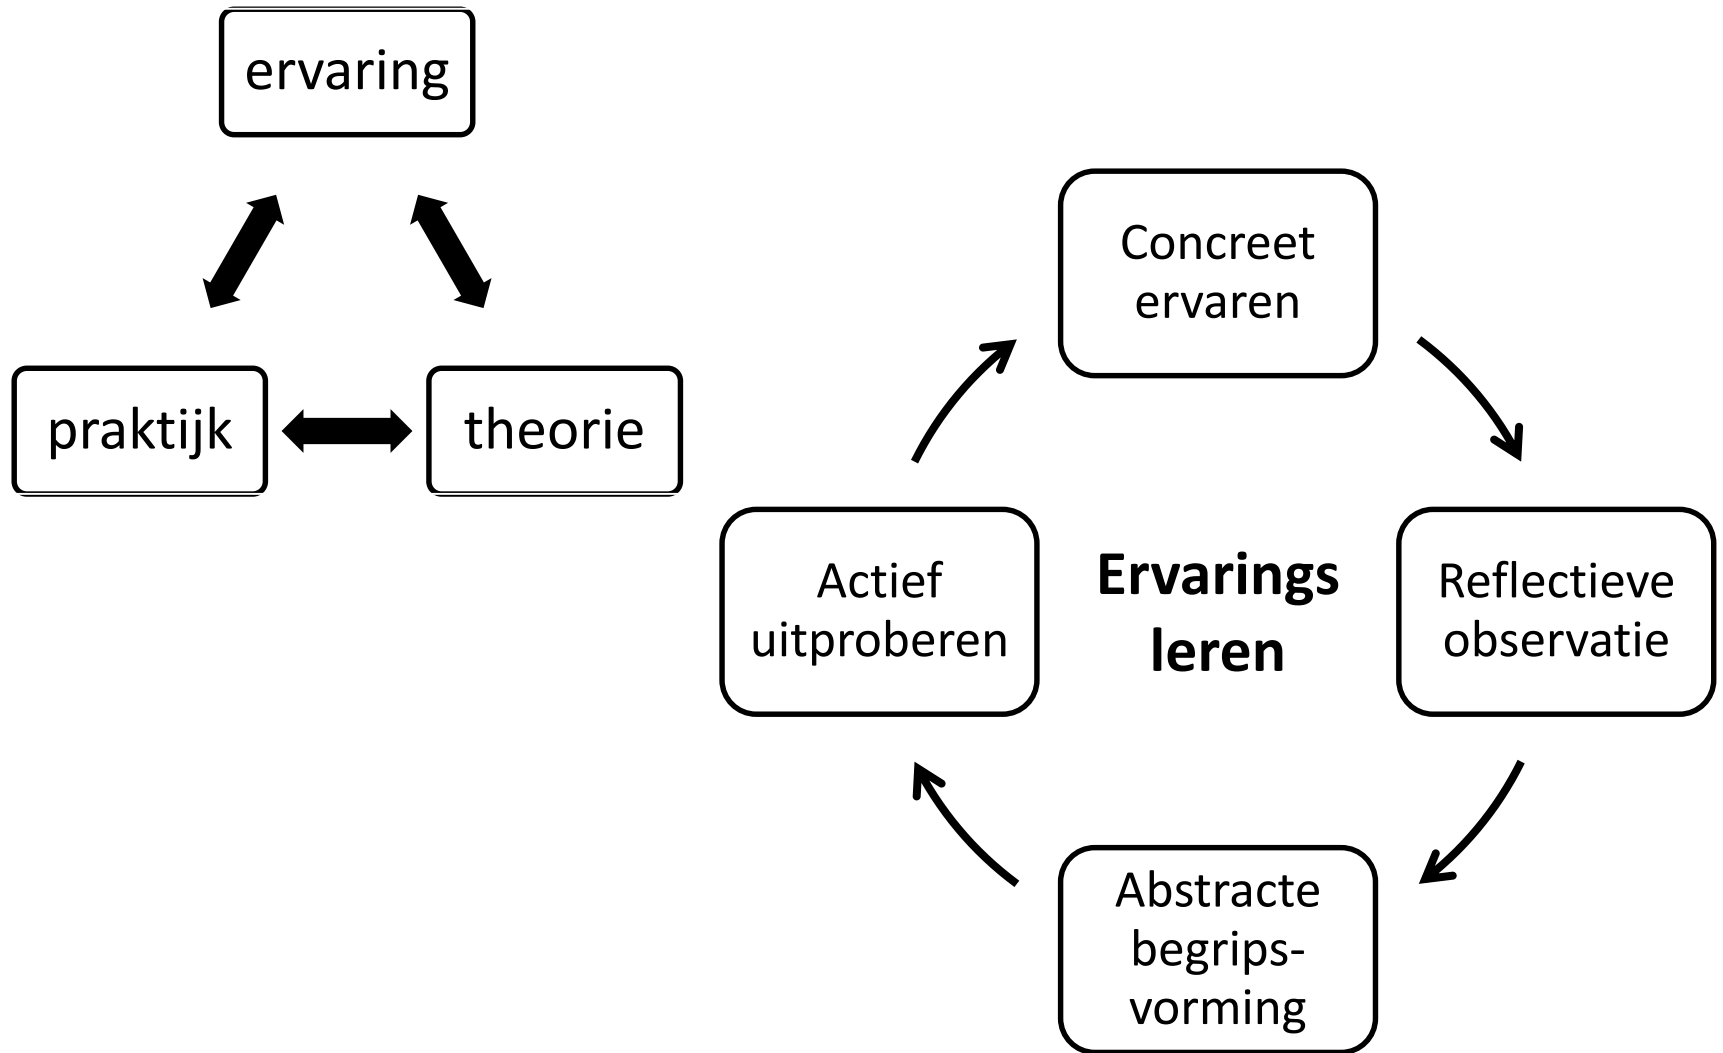 ervaring
praktijk
theorie
Concreet
ervaren
Reflectieve
observatie
Abstracte
begrips-
vorming
Actief
uitproberen
Ervarings
leren